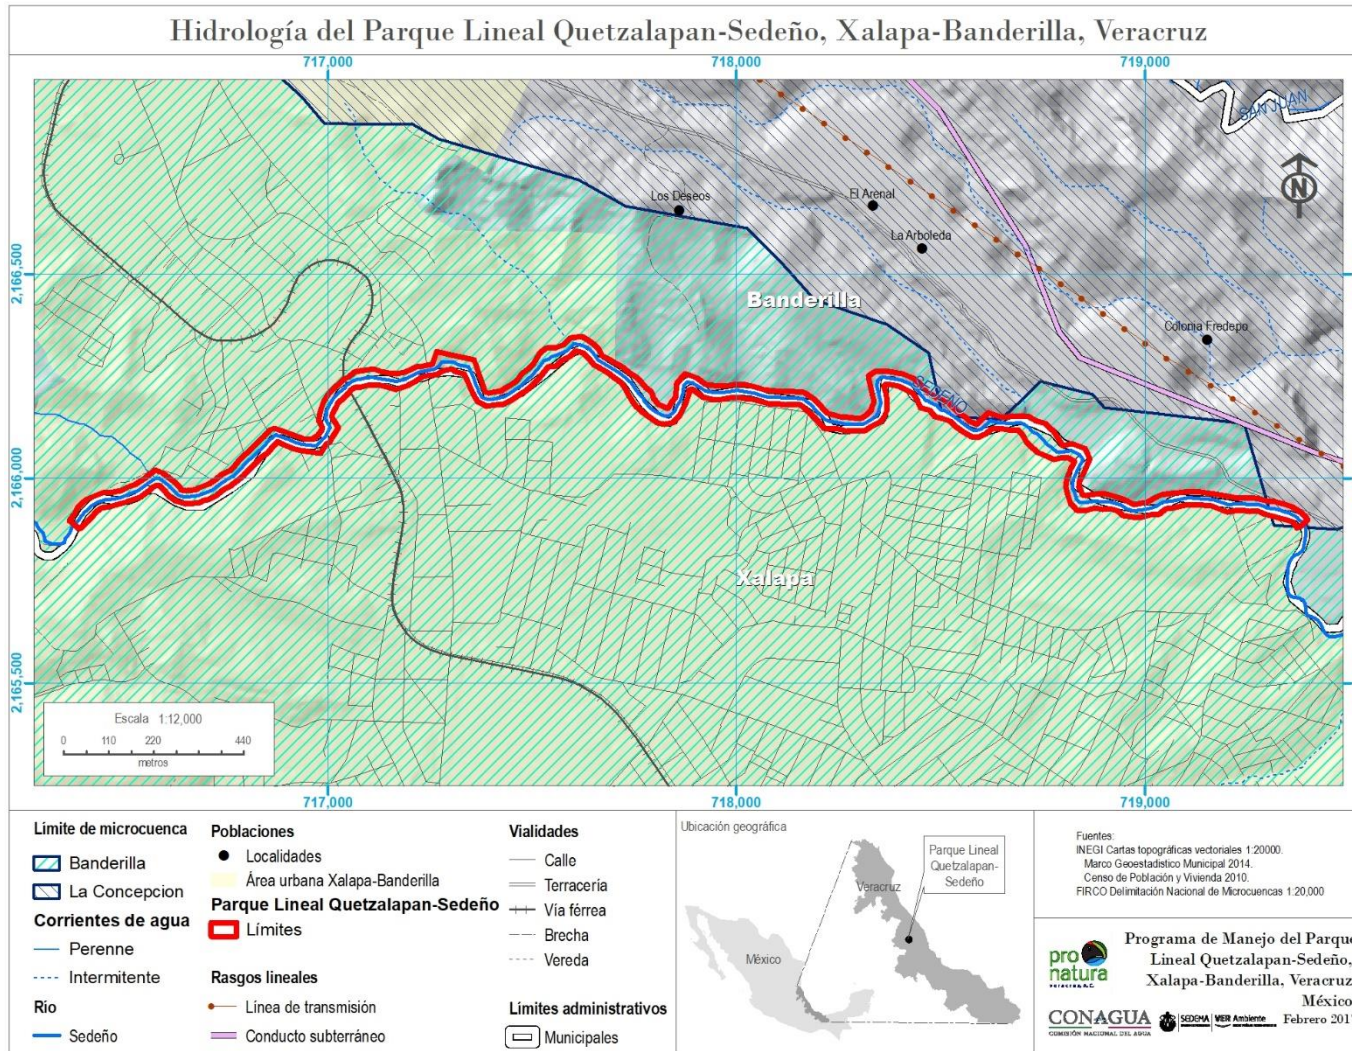 Hidrología del Parque Lineal Quetzalapan-Sedeño, Xalapa-Banderilla, Veracruz
717,000
718,000
719,000
SAN JUAN
N
Los Deseos
El Arenal
La Arboleda
2,166,500
Banderilla
Colonia Fredepo
SEDEÑO
2,166,000
Xalapa
2,165,500
Escala 1:12,000
0 110 220 440
metros
717,000
718,000
719,000
Límite de microcuenca
Banderilla
La Concepcion
Corrientes de agua
Perenne
Intermitente
Río
Sedeño
Poblaciones
Localidades
Área urbana Xalapa-Banderilla
Parque Lineal Quetzalapan-Sedeño
Límites
Rasgos lineales
Línea de transmisión
Conducto subterráneo
Vialidades
Calle
Terracería
Vía férrea
Brecha
Vereda
Límites administrativos
Municipales
Ubicación geográfica
Parque Lineal
Quetzalapan-
Sedeño
Veracruz
México
Fuentes:
INEGI Cartas topográficas vectoriales 1:20000.
Marco Geoestadístico Municipal 2014.
Censo de Población y Vivienda 2010.
FIRCO Delimitación Nacional de Microcuencas 1:20,000
Programa de Manejo del Parque
Lineal Quetzalapan-Sedeño,
Xalapa-Banderilla, Veracruz
México
Febrero 2017
pro
natura
veracruz, A.C.
CONAGUA
COMISIÓN NACIONAL DEL AGUA
SEDEMA
VER Ambiente